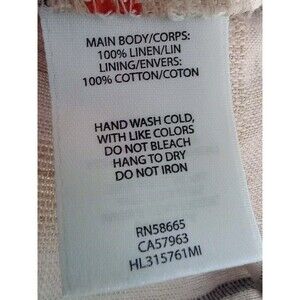 MAIN BODY/CORPS:
100% LINEN/LIN
LINING/ENVERS:
100% COTTON/COTON
HAND WASH COLD,
WITH LIKE COLORS
DO NOT BLEACH
HANG TO DRY
DO NOT IRON
RN58665
CA57963
HL315761MI